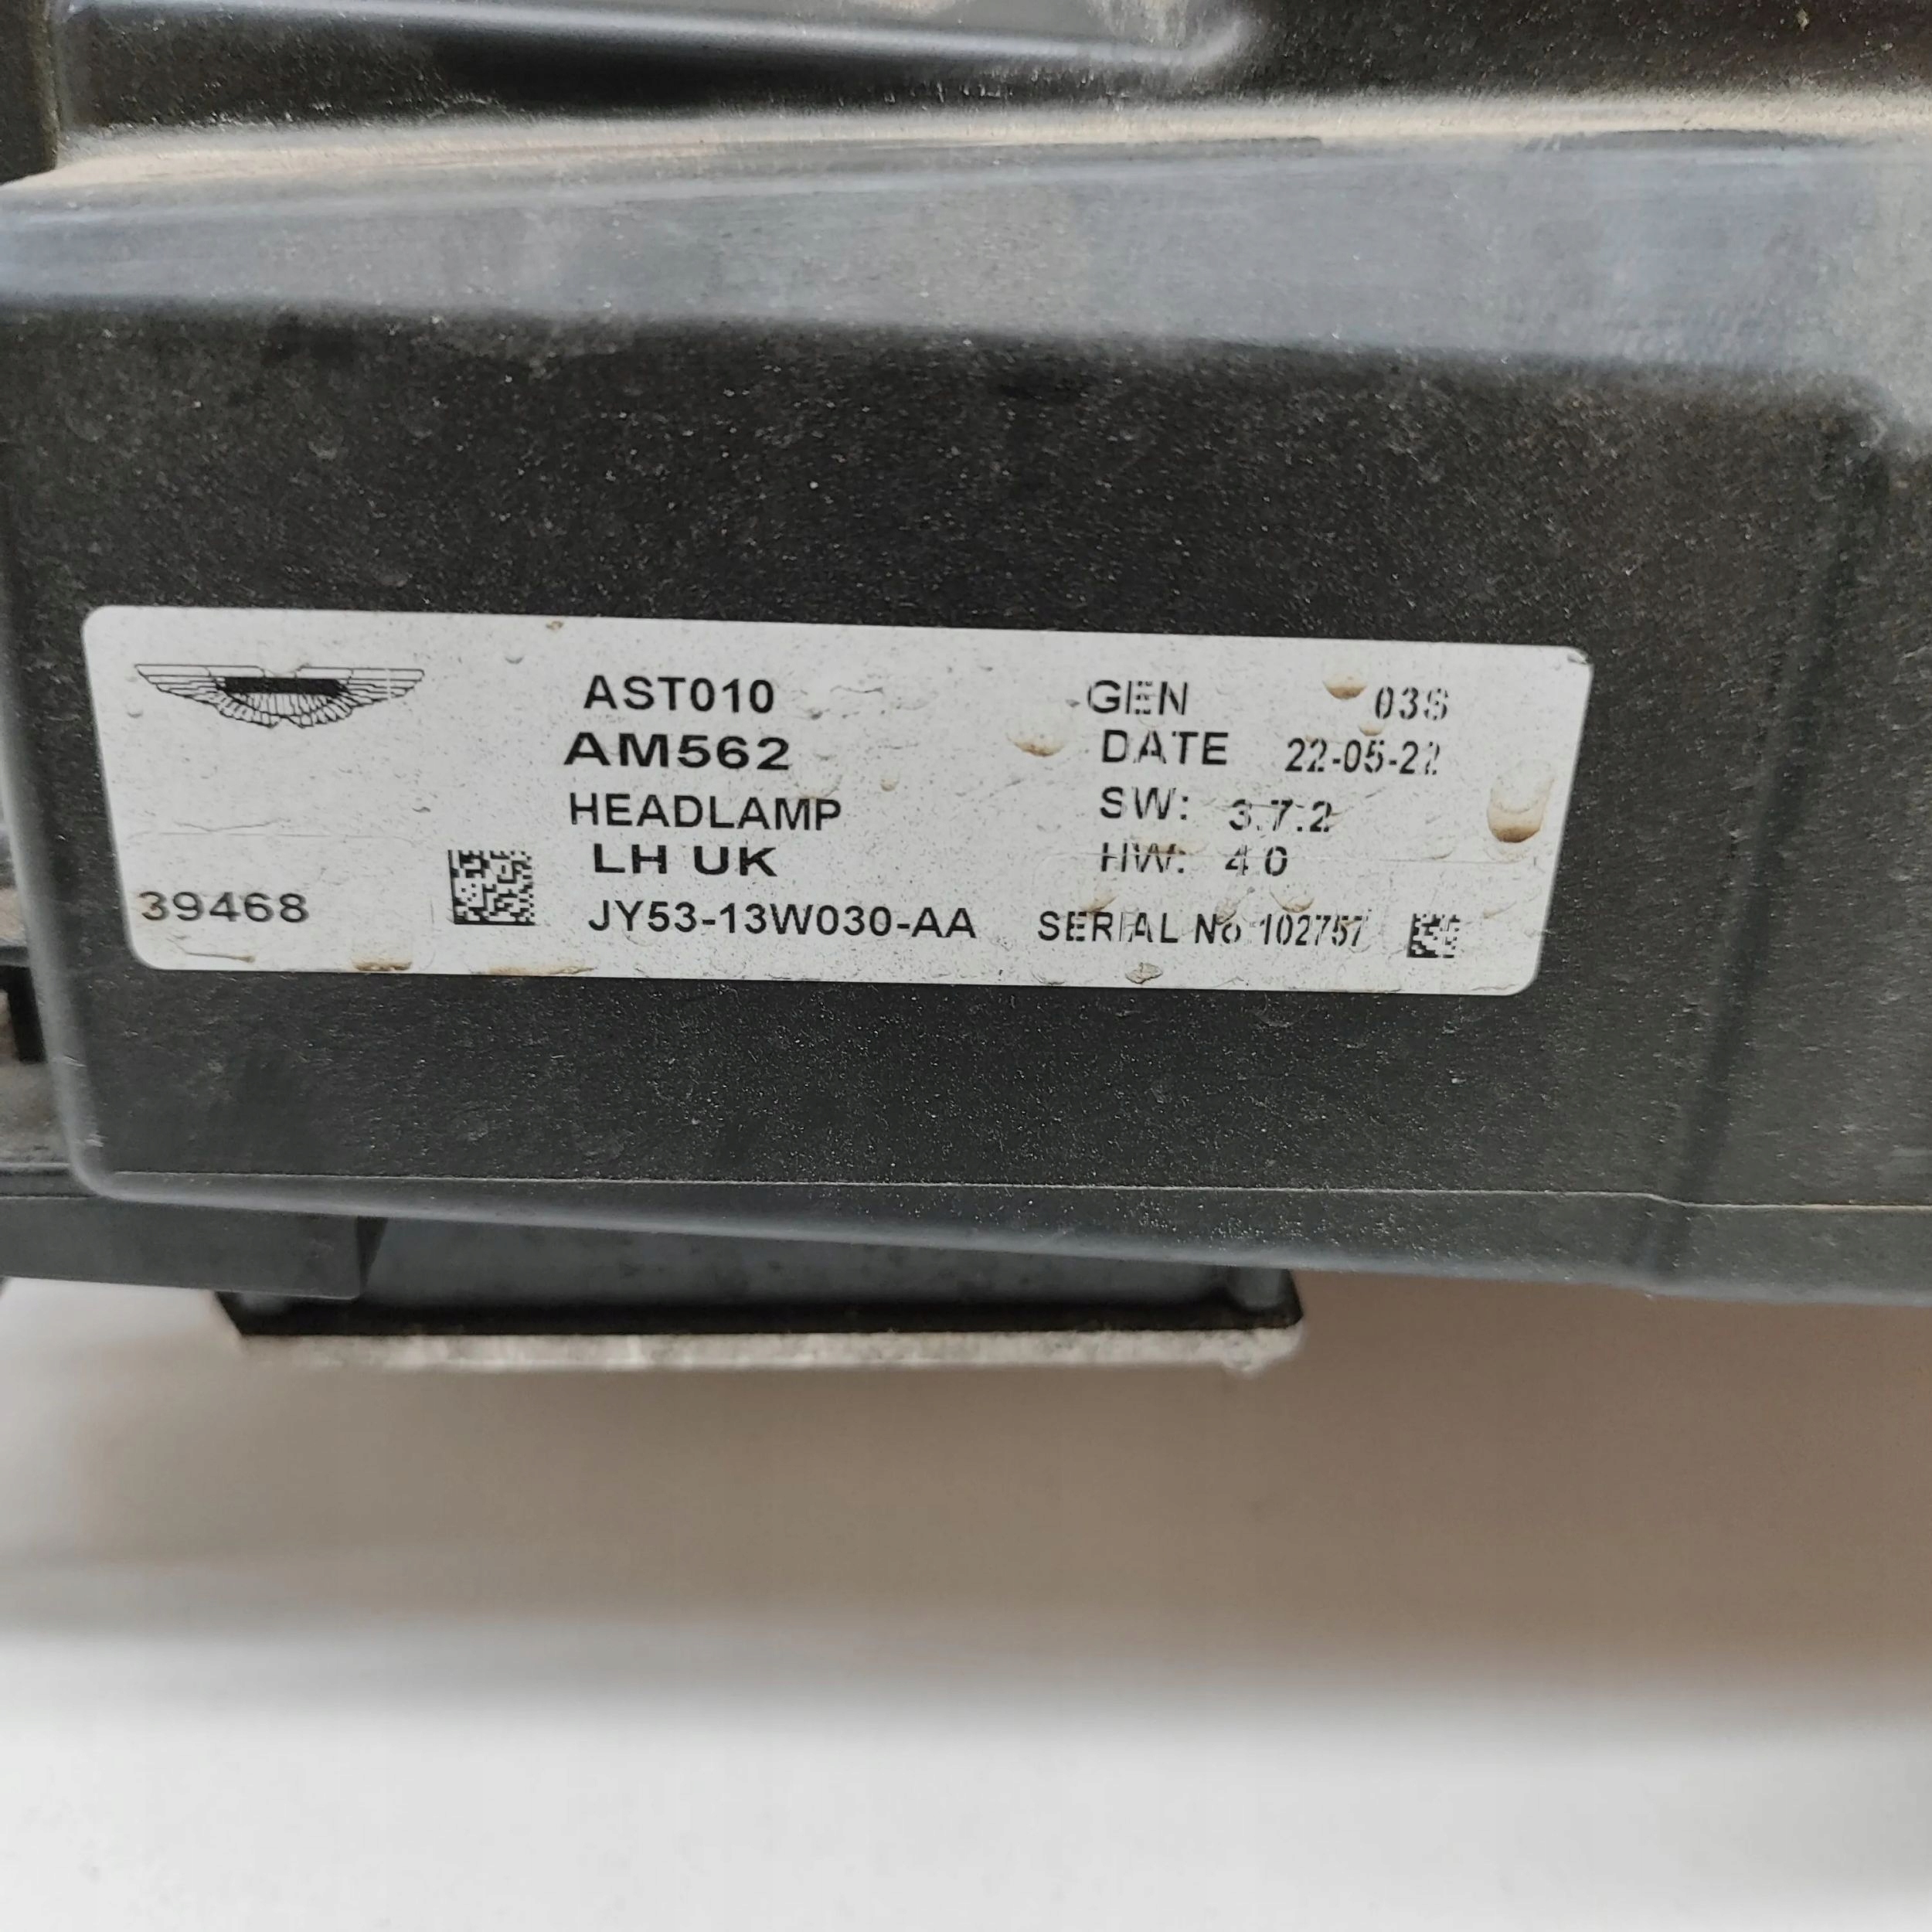 AST010
AM562
HEADLAMP
LH UK
JY53-13W030-AA
39468
GEN 03S
DATE 22-05-22
SW: 3.7.2
HW: 4.0
SERIAL No 102757